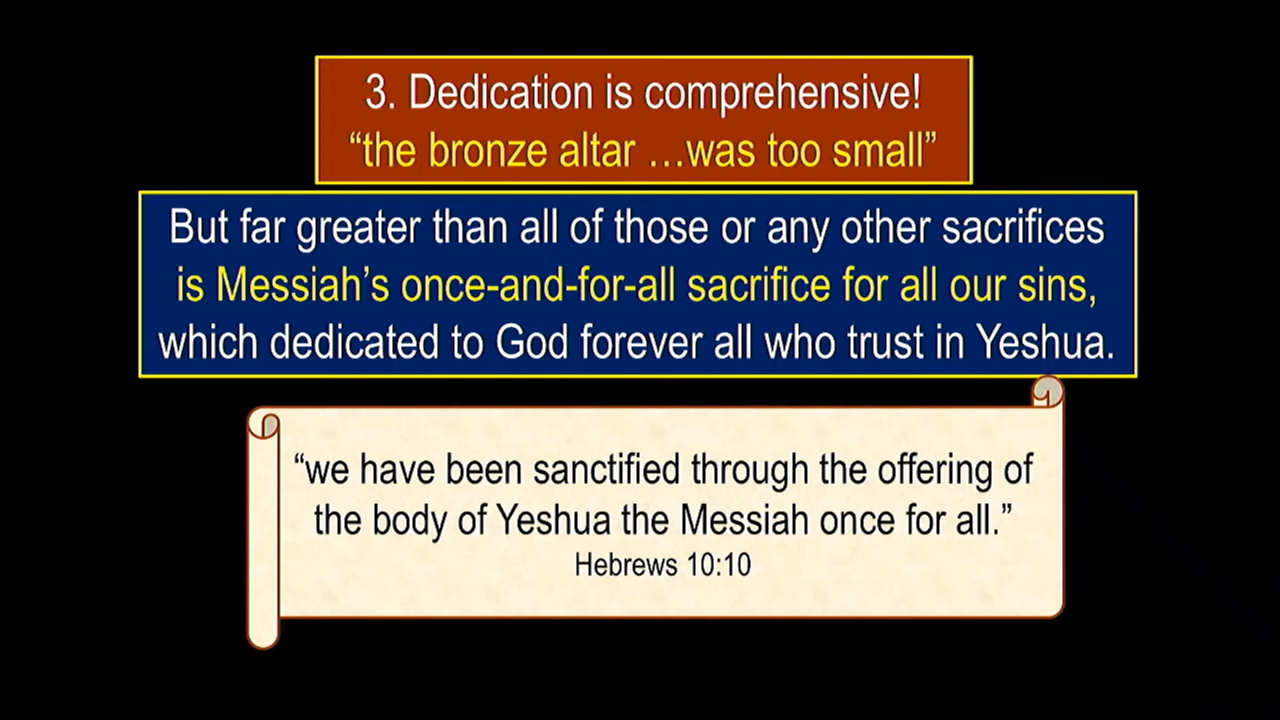 3. Dedication is comprehensive!
“the bronze altar …was too small”
But far greater than all of those or any other sacrifices
is Messiah’s once-and-for-all sacrifice for all our sins,
which dedicated to God forever all who trust in Yeshua.
“we have been sanctified through the offering of
the body of Yeshua the Messiah once for all.”
Hebrews 10:10